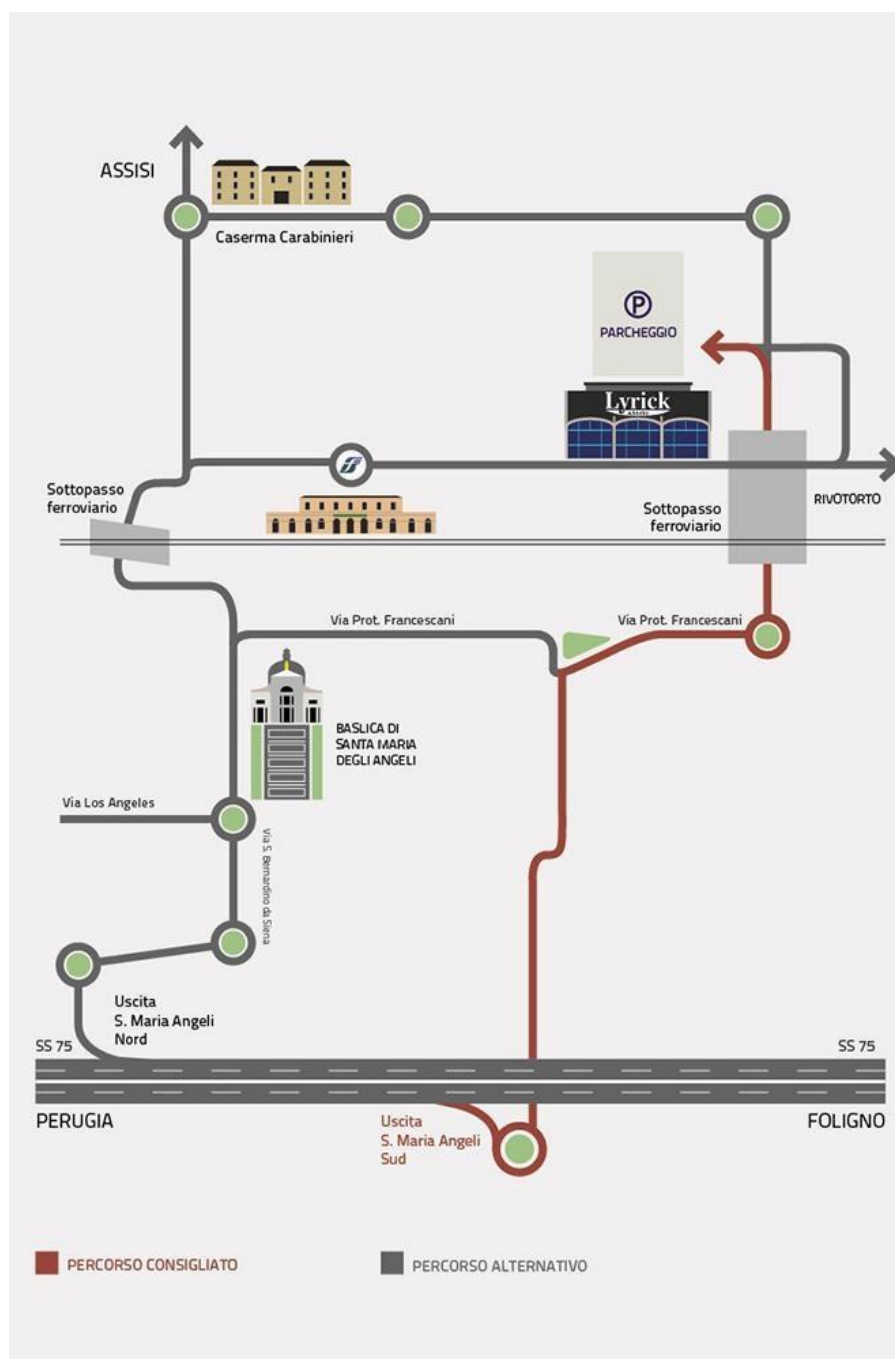 ASSISI
Caserma Carabinieri
P
PARCHEGGIO
Lyrick
Sottopasso
ferroviario
Sottopasso
ferroviario
RIVOTORTO
Via Prot. Francescani
Via Prot. Francescani
BASLICA DI
SANTA MARIA
DEGLI ANGELI
Via Los Angeles
Via S. Bernardino da Siena
Uscita
S. Maria Angeli
Nord
SS 75
SS 75
PERUGIA
FOLIGNO
Uscita
S. Maria Angeli
Sud
PERCORSO CONSIGLIATO
PERCORSO ALTERNATIVO